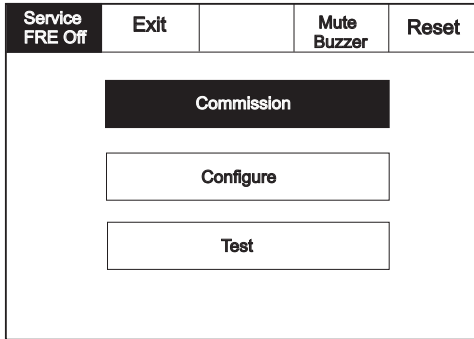 Service
FRE Off
Exit
Mute
Buzzer
Reset
Commission
Configure
Test